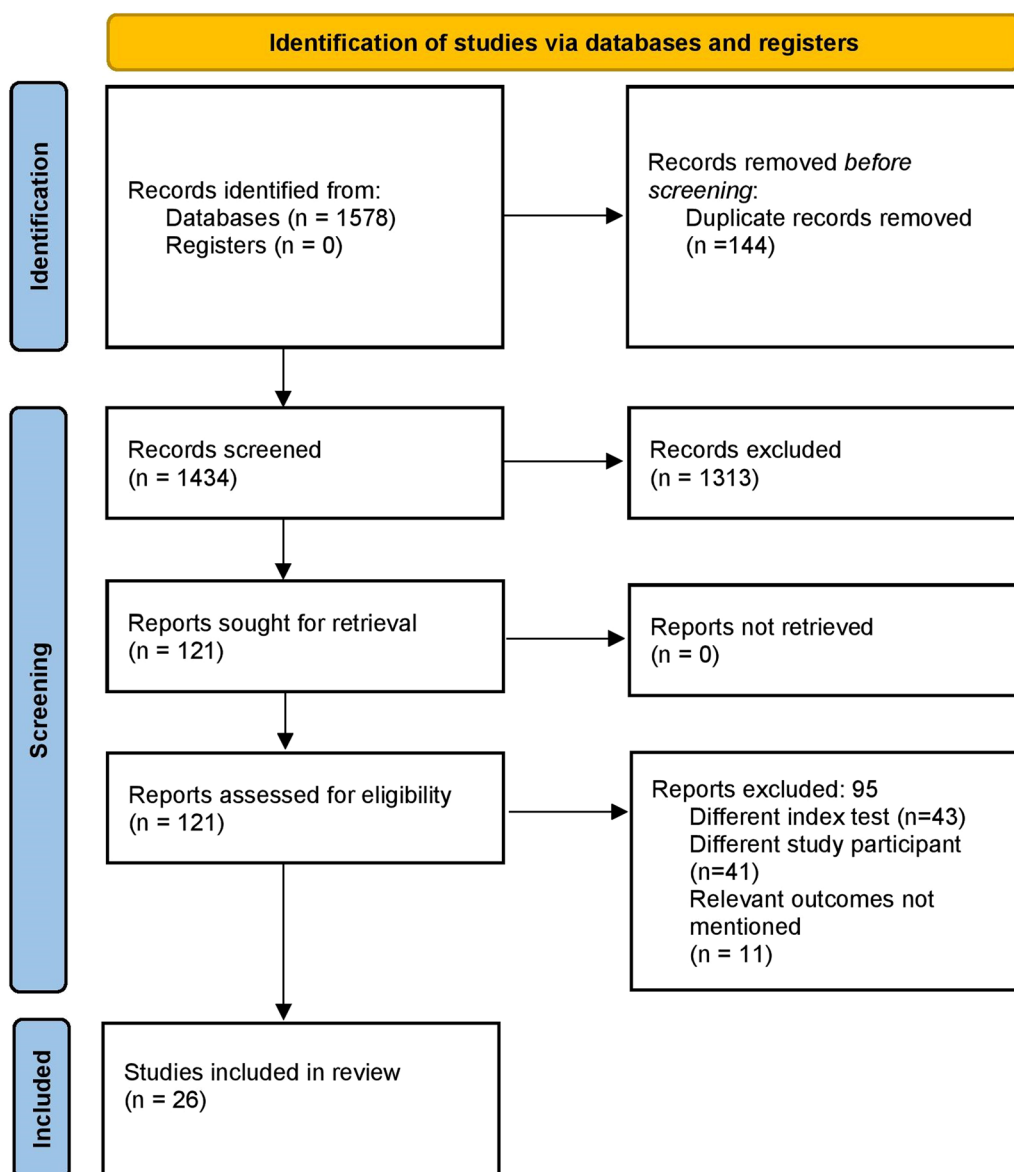 Identification of studies via databases and registers
Identification
Records identified from:
Databases (n = 1578)
Registers (n = 0)
Records removed before
screening:
Duplicate records removed
(n =144)
Screening
Records screened
(n = 1434)
Records excluded
(n = 1313)
Reports sought for retrieval
(n = 121)
Reports not retrieved
(n = 0)
Reports assessed for eligibility
(n = 121)
Reports excluded: 95
Different index test (n=43)
Different study participant
(n=41)
Relevant outcomes not
mentioned
(n = 11)
Included
Studies included in review
(n = 26)